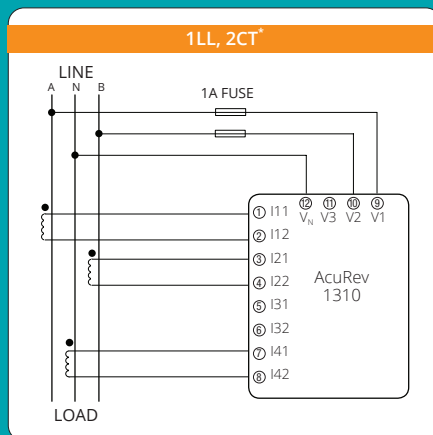 1LL, 2CT*
LINE
A N B
1A FUSE
⑫ ⑪ ⑩ ⑨
VN V3 V2 V1
① I11
② I12
③ I21
④ I22
⑤ I31
⑥ I32
⑦ I41
⑧ I42
AcuRev
1310
LOAD